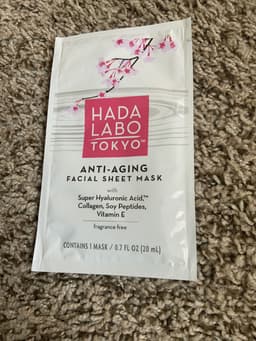 HADA
LABO
TOKYO™
ANTI-AGING
FACIAL SHEET MASK
with
Super Hyaluronic Acid,™
Collagen, Soy Peptides,
Vitamin E
fragrance free
CONTAINS 1 MASK / 0.7 FL OZ (20 mL)